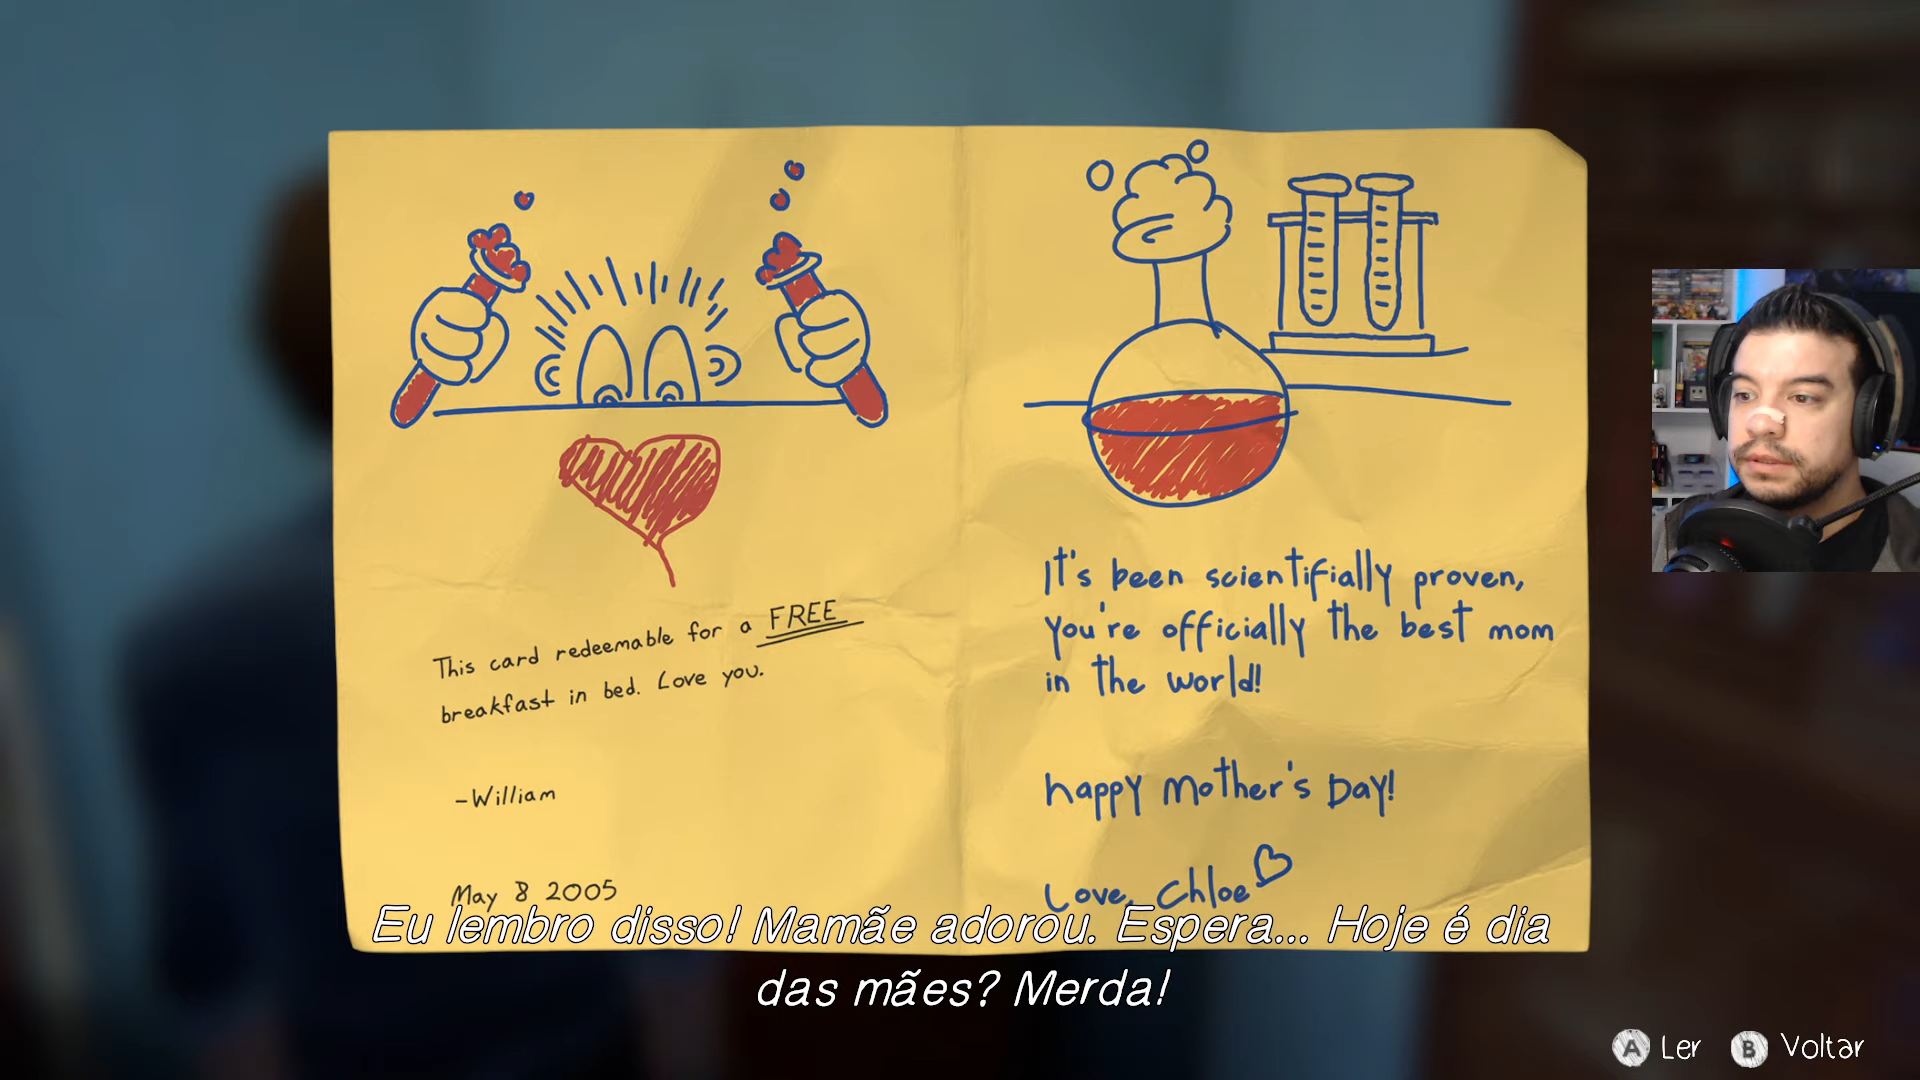 This card redeemable for a FREE
breakfast in bed. Love you.
-William
May 8 2005
It's been scientifially proven,
you're officially the best mom
in the world!
happy Mother's Day!
Love, Chloe
Eu lembro disso! Mamãe adorou. Espera... Hoje é dia
das mães? Merda!
A Ler B Voltar